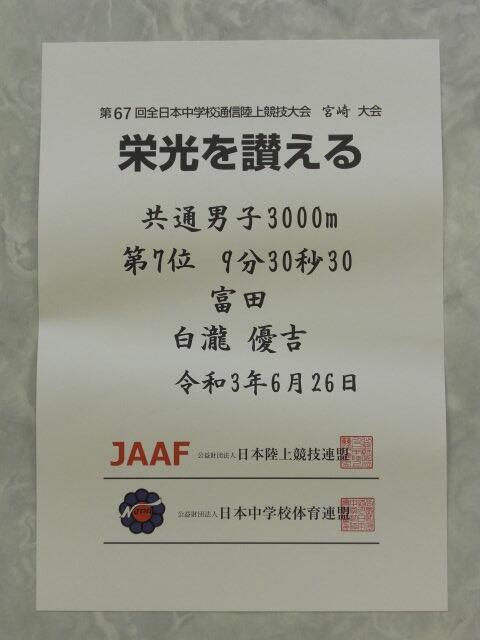 第67回全日本中学校通信陸上競技大会 宮崎 大会
栄光を讃える
共通男子3000m
第7位 9分30秒30
富田
白瀧 優吉
令和3年6月26日
JAAF 公益財団法人 日本陸上競技連盟
公益財団法人 日本中学校体育連盟